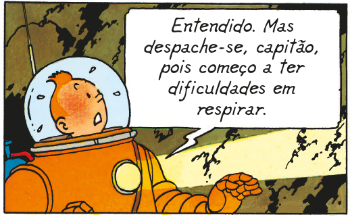 Entendido. Mas
despache-se, capitão,
pois começo a ter
dificuldades em
respirar.